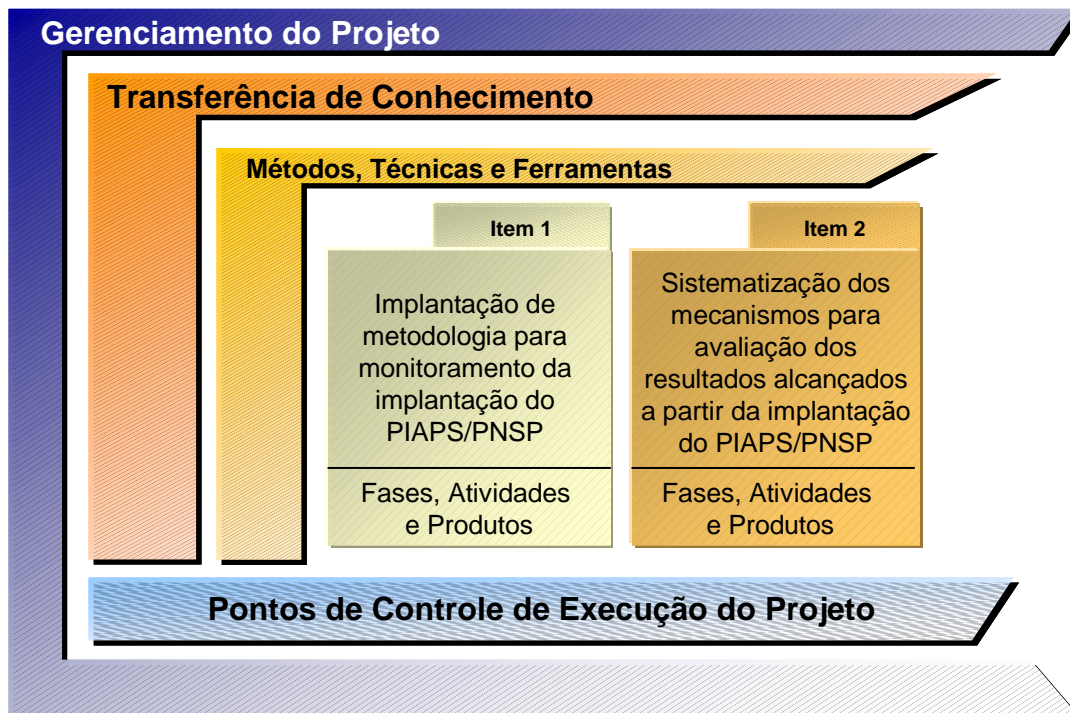 Gerenciamento do Projeto
Transferência de Conhecimento
Métodos, Técnicas e Ferramentas
Item 1
Implantação de
metodologia para
monitoramento da
implantação do
PIAPS/PNSP
Fases, Atividades
e Produtos
Item 2
Sistematização dos
mecanismos para
avaliação dos
resultados alcançados
a partir da implantação
do PIAPS/PNSP
Fases, Atividades
e Produtos
Pontos de Controle de Execução do Projeto